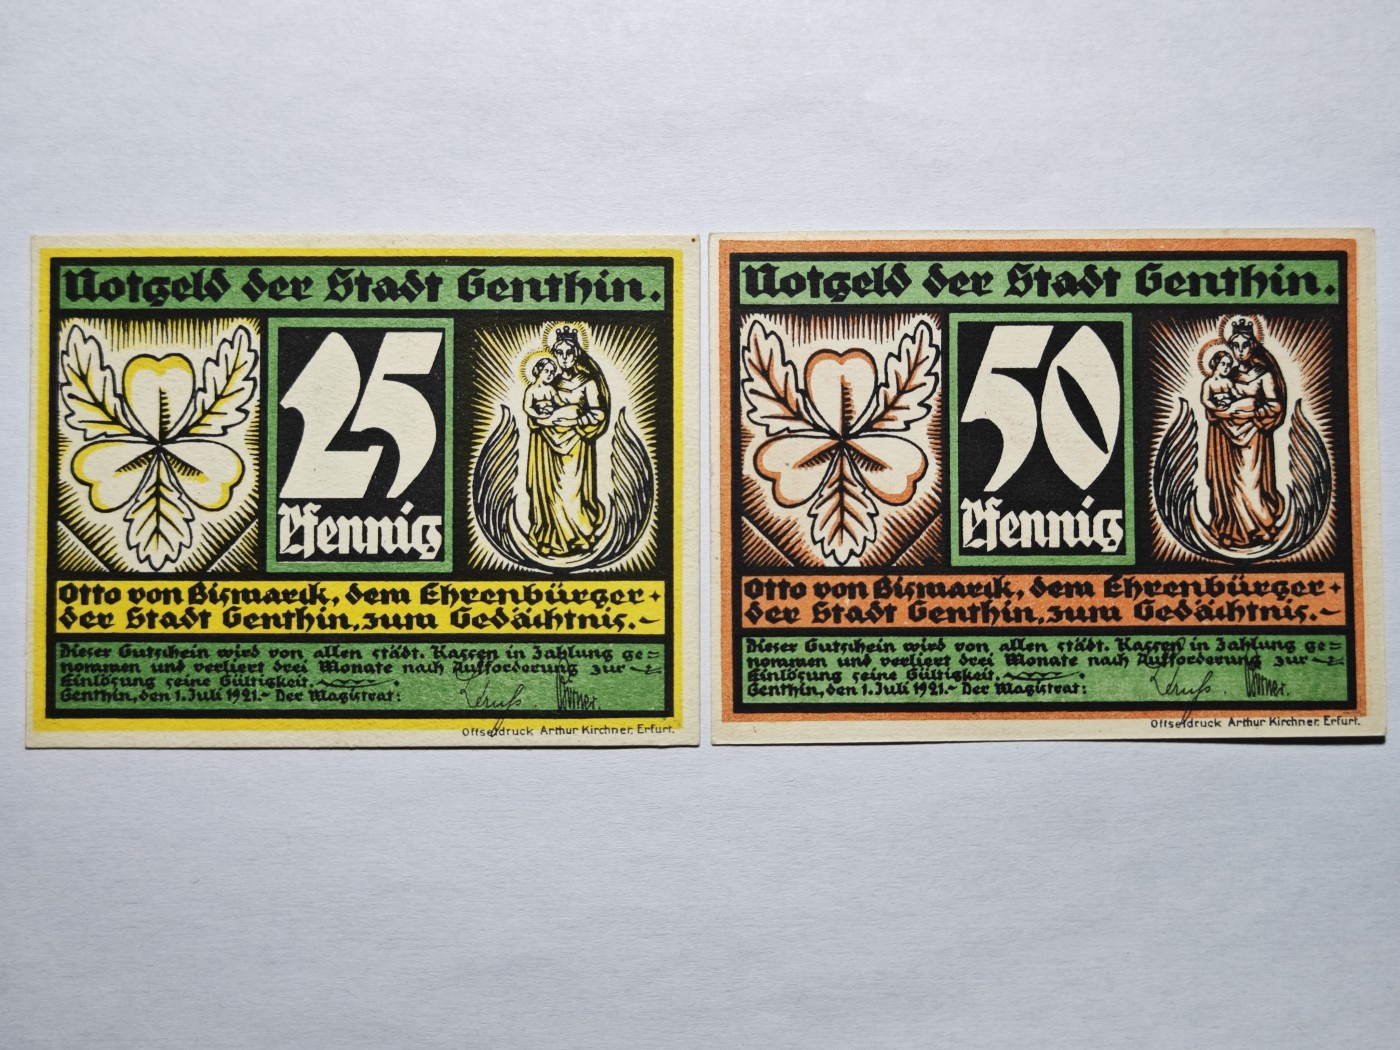 Notgeld der Stadt Genthin.
25
Pfennig
Otto von Bismarck, dem Ehrenbürger
der Stadt Genthin, zum Gedächtnis.
Dieser Gutschein wird von allen städt. Kassen in Zahlung ge=
nommen und verliert drei Monate nach Aufforderung zur
Einlösung seine Gültigkeit.
Genthin, den 1. Juli 1921.- Der Magistrat:
Offsetdruck Arthur Kirchner, Erfurt.
Notgeld der Stadt Genthin.
50
Pfennig
Otto von Bismarck, dem Ehrenbürger
der Stadt Genthin, zum Gedächtnis.
Dieser Gutschein wird von allen städt. Kassen in Zahlung ge=
nommen und verliert drei Monate nach Aufforderung zur
Einlösung seine Gültigkeit.
Genthin, den 1. Juli 1921.- Der Magistrat:
Offsetdruck Arthur Kirchner, Erfurt.